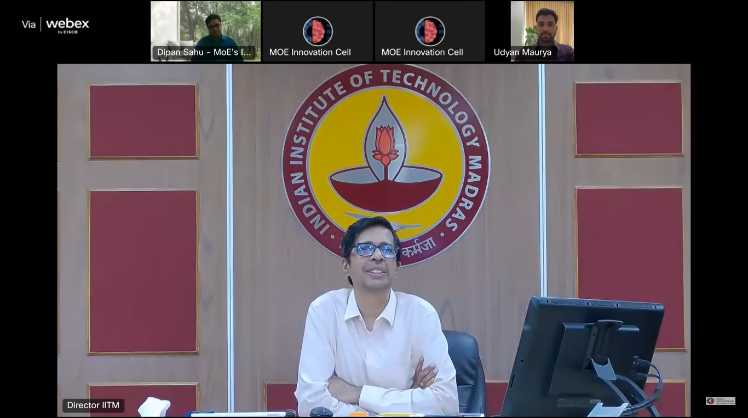 Via webex
by CISCO
Dipan Sahu - MoE's I...
MOE Innovation Cell
MOE Innovation Cell
Udyan Maurya
INDIAN INSTITUTE OF TECHNOLOGY MADRAS
कर्मजा
Director IITM